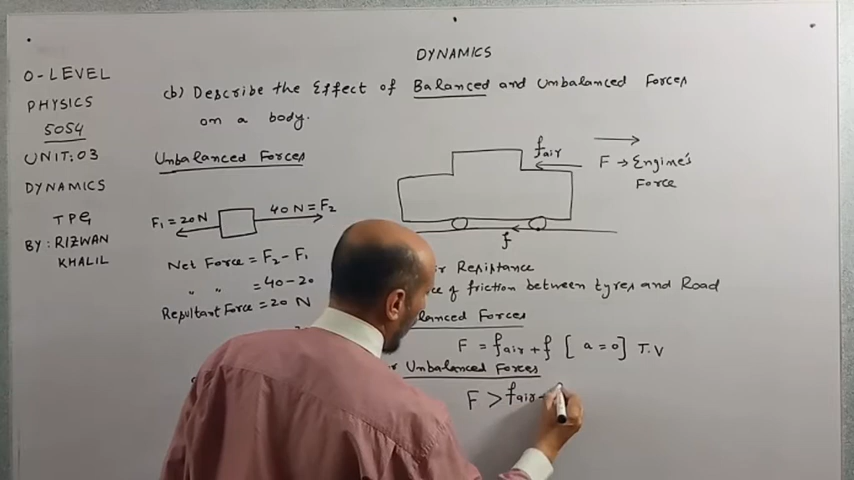 DYNAMICS
O-LEVEL
PHYSICS
5054
UNIT:03
DYNAMICS
TPG
BY: RIZWAN
KHALIL
(b) Describe the Effect of Balanced and Unbalanced Forces
on a body.
Unbalanced Forces
F₁ = 20 N
40 N = F₂
Net Force = F₂ - F₁
" " = 40 - 20
Resultant Force = 20 N
fair
F → Engine's
Force
f
Resistance
of friction between tyres and Road
Forces
F = fair + f [a = 0] T.V
Unbalanced Forces
F > fair